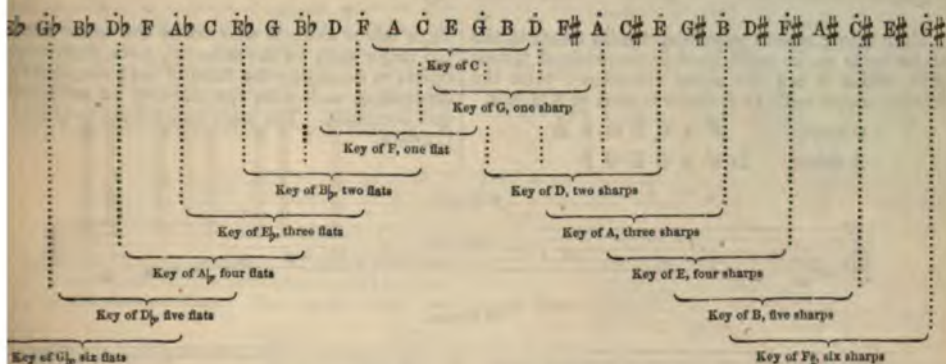 E♭ G♭ B♭ D♭ F A♭ C E♭ G B♭ D F A C E G B D F♯ A C♯ E G♯ B D♯ F♯ A♯ C♯ E♯ G♯
Key of C
Key of G, one sharp
Key of F, one flat
Key of B♭, two flats
Key of D, two sharps
Key of E♭, three flats
Key of A, three sharps
Key of A♭, four flats
Key of E, four sharps
Key of D♭, five flats
Key of B, five sharps
Key of G♭, six flats
Key of F♯, six sharps